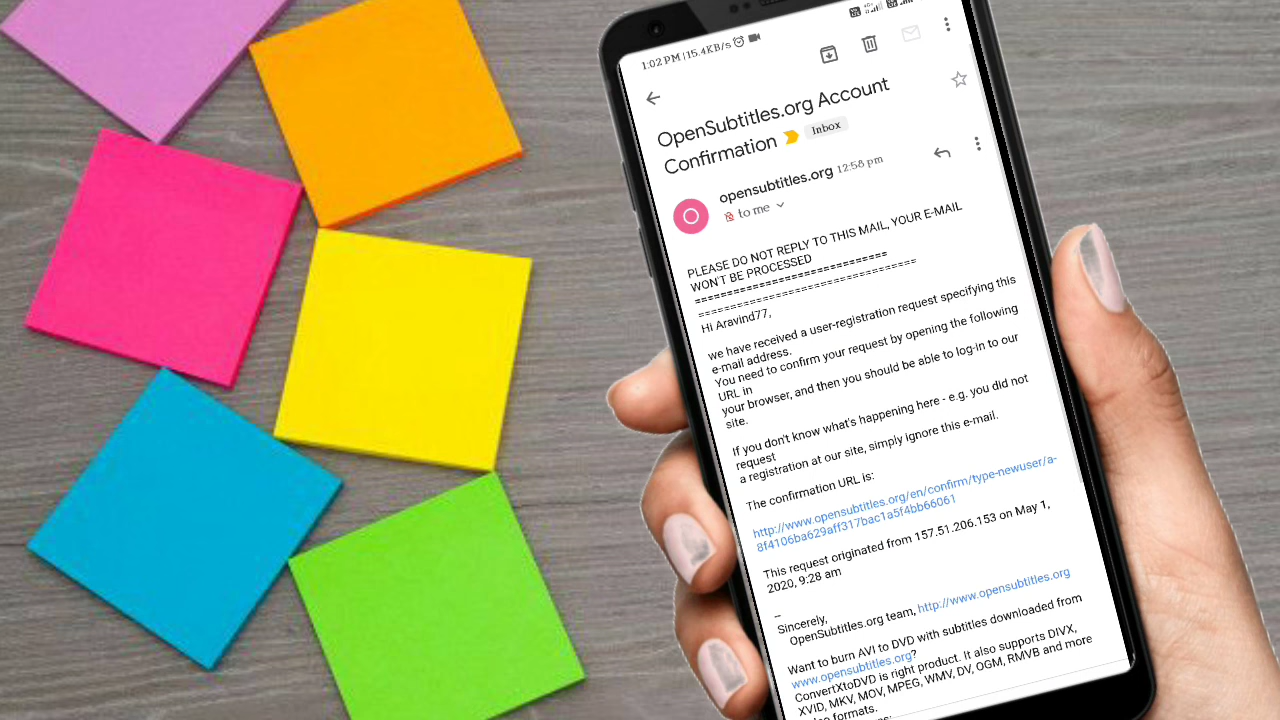 1:02 PM | 15.4KB/s
OpenSubtitles.org Account
Confirmation Inbox
opensubtitles.org 12:58 pm
to me
PLEASE DO NOT REPLY TO THIS MAIL, YOUR E-MAIL
WON'T BE PROCESSED
==============================
==================================
Hi Aravind77,
we have received a user-registration request specifying this
e-mail address.
You need to confirm your request by opening the following
URL in
your browser, and then you should be able to log-in to our
site.
If you don't know what's happening here - e.g. you did not
request
a registration at our site, simply ignore this e-mail.
The confirmation URL is:
http://www.opensubtitles.org/en/confirm/type-newuser/a-
8f4106ba629aff317bac1a5f4bb66061
This request originated from 157.51.206.153 on May 1,
2020, 9:28 am
--
Sincerely,
OpenSubtitles.org team, http://www.opensubtitles.org
Want to burn AVI to DVD with subtitles downloaded from
www.opensubtitles.org?
ConvertXtoDVD is right product. It also supports DIVX,
XVID, MKV, MOV, MPEG, WMV, DV, OGM, RMVB and more
formats.